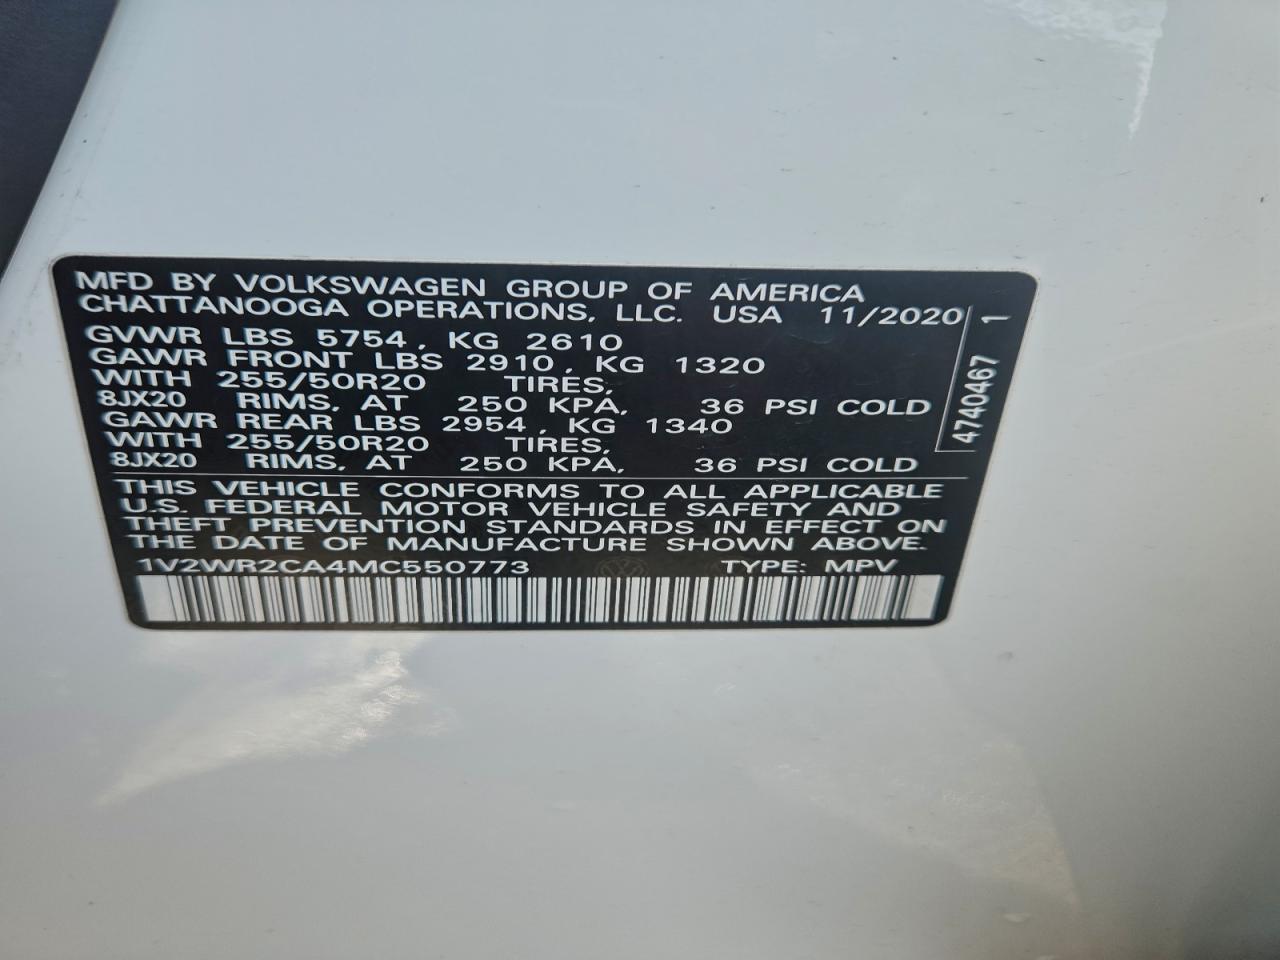 MFD BY VOLKSWAGEN GROUP OF AMERICA
CHATTANOOGA OPERATIONS, LLC. USA 11/2020
GVWR LBS 5754, KG 2610
GAWR FRONT LBS 2910, KG 1320
WITH 255/50R20 TIRES,
8JX20 RIMS, AT 250 KPA, 36 PSI COLD
GAWR REAR LBS 2954, KG 1340
WITH 255/50R20 TIRES,
8JX20 RIMS, AT 250 KPA, 36 PSI COLD
4740467 1
THIS VEHICLE CONFORMS TO ALL APPLICABLE
U.S. FEDERAL MOTOR VEHICLE SAFETY AND
THEFT PREVENTION STANDARDS IN EFFECT ON
THE DATE OF MANUFACTURE SHOWN ABOVE.
1V2WR2CA4MC550773 TYPE: MPV